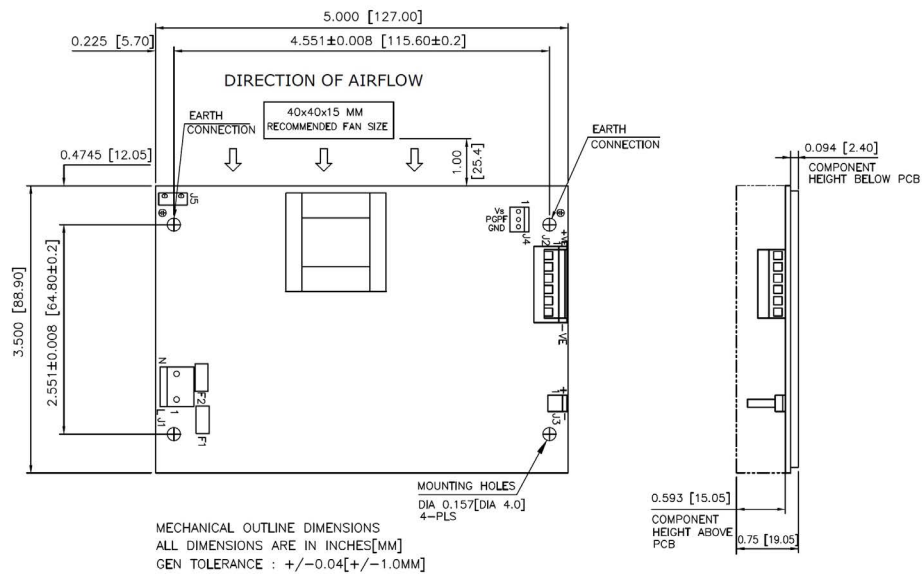 5.000 [127.00]
0.225 [5.70]
4.551±0.008 [115.60±0.2]
DIRECTION OF AIRFLOW
40x40x15 MM
RECOMMENDED FAN SIZE
EARTH
CONNECTION
EARTH
CONNECTION
0.4745 [12.05]
1.00
[25.4]
0.094 [2.40]
COMPONENT
HEIGHT BELOW PCB
J5
1
Vs
PGPF
GND
J4
J2
1
+VE
-VE
3.500 [88.90]
2.551±0.008 [64.80±0.2]
N
L
1
J1
F2
F1
+
1
-
J3
MOUNTING HOLES
DIA 0.157[DIA 4.0]
4-PLS
0.593 [15.05]
COMPONENT
HEIGHT ABOVE
PCB
0.75 [19.05]
MECHANICAL OUTLINE DIMENSIONS
ALL DIMENSIONS ARE IN INCHES[MM]
GEN TOLERANCE : +/-0.04[+/-1.0MM]